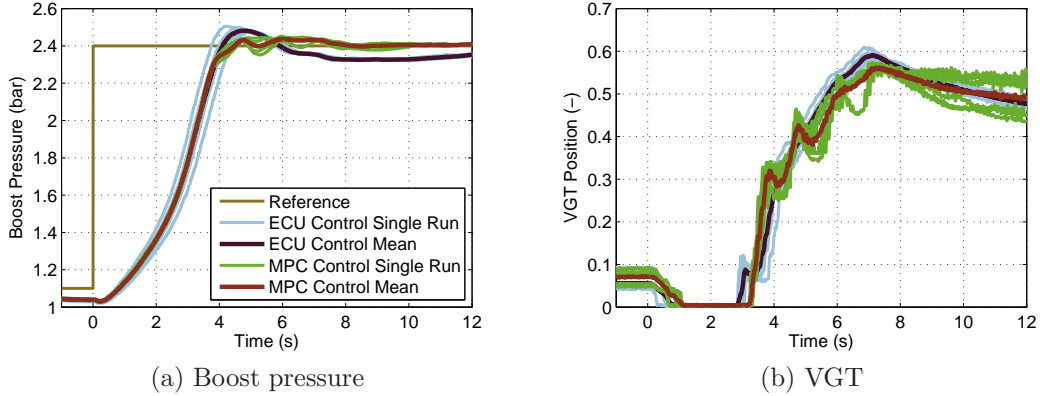 2.6
2.4
2.2
2
1.8
1.6
1.4
1.2
1
Boost Pressure (bar)
0 2 4 6 8 10 12
Time (s)
Reference
ECU Control Single Run
ECU Control Mean
MPC Control Single Run
MPC Control Mean
(a) Boost pressure
0.7
0.6
0.5
0.4
0.3
0.2
0.1
0
VGT Position (−)
0 2 4 6 8 10 12
Time (s)
(b) VGT